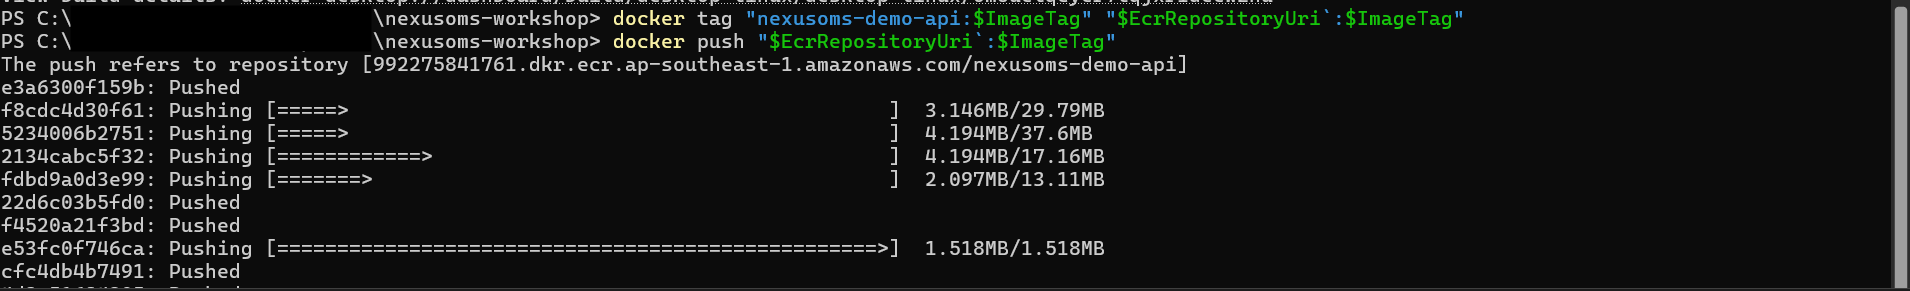 PS C:\ \nexusoms-workshop> docker tag "nexusoms-demo-api:$ImageTag" "$EcrRepositoryUri`:$ImageTag"
PS C:\ \nexusoms-workshop> docker push "$EcrRepositoryUri`:$ImageTag"
The push refers to repository [992275841761.dkr.ecr.ap-southeast-1.amazonaws.com/nexusoms-demo-api]
e3a6300f159b: Pushed
f8cdc4d30f61: Pushing [=====>                                             ]  3.146MB/29.79MB
5234006b2751: Pushing [=====>                                             ]  4.194MB/37.6MB
2134cabc5f32: Pushing [============>                                      ]  4.194MB/17.16MB
fdbd9a0d3e99: Pushing [=======>                                           ]  2.097MB/13.11MB
22d6c03b5fd0: Pushed
f4520a21f3bd: Pushed
e53fc0f746ca: Pushing [==================================================>]  1.518MB/1.518MB
cfc4db4b7491: Pushed